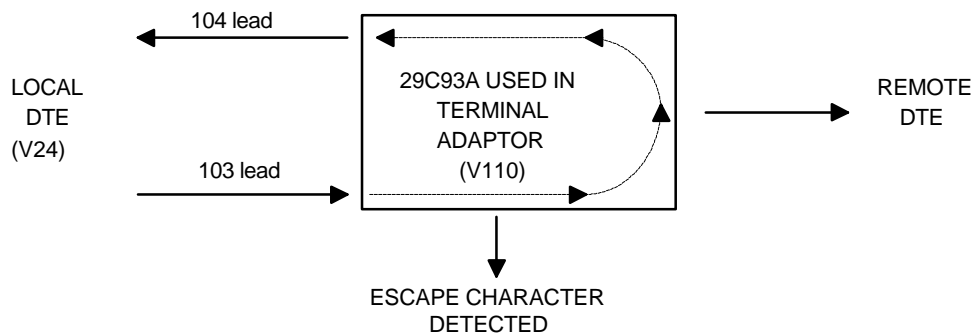 104 lead
LOCAL
DTE
(V24)
29C93A USED IN
TERMINAL
ADAPTOR
(V110)
REMOTE
DTE
103 lead
ESCAPE CHARACTER
DETECTED